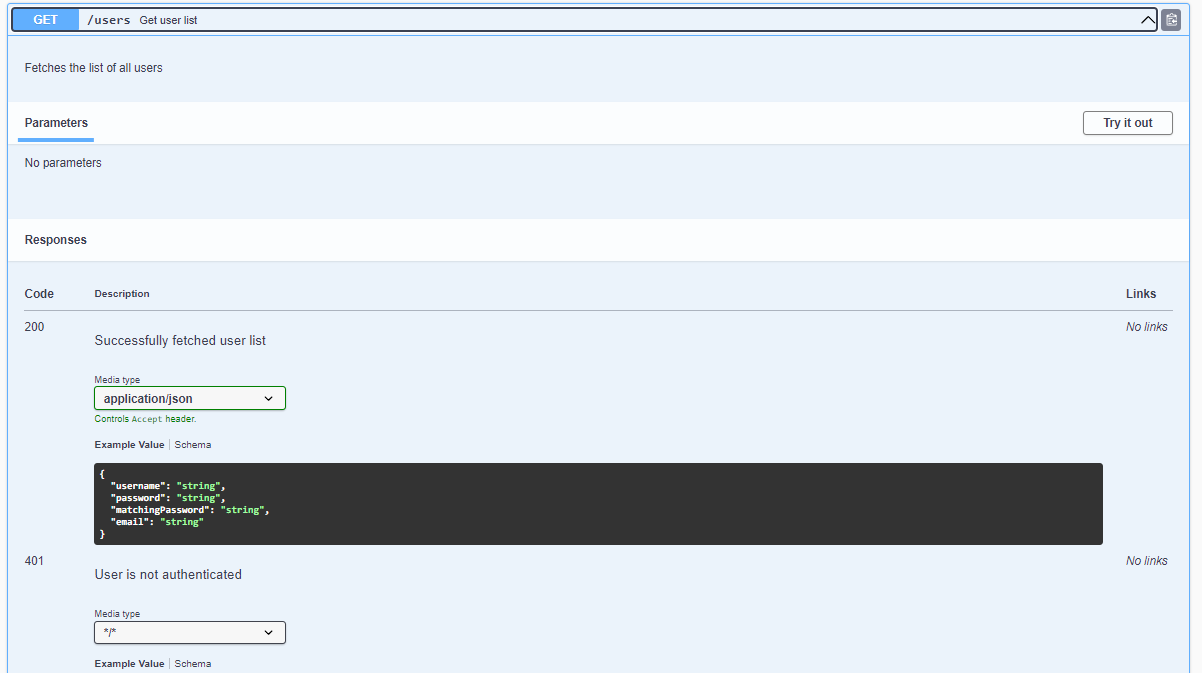 GET /users Get user list
Fetches the list of all users
Parameters Try it out
No parameters
Responses
Code Description Links
200 No links
Successfully fetched user list
Media type
application/json
Controls Accept header.
Example Value Schema
{
  "username": "string",
  "password": "string",
  "matchingPassword": "string",
  "email": "string"
}
401 No links
User is not authenticated
Media type
*/*
Example Value Schema